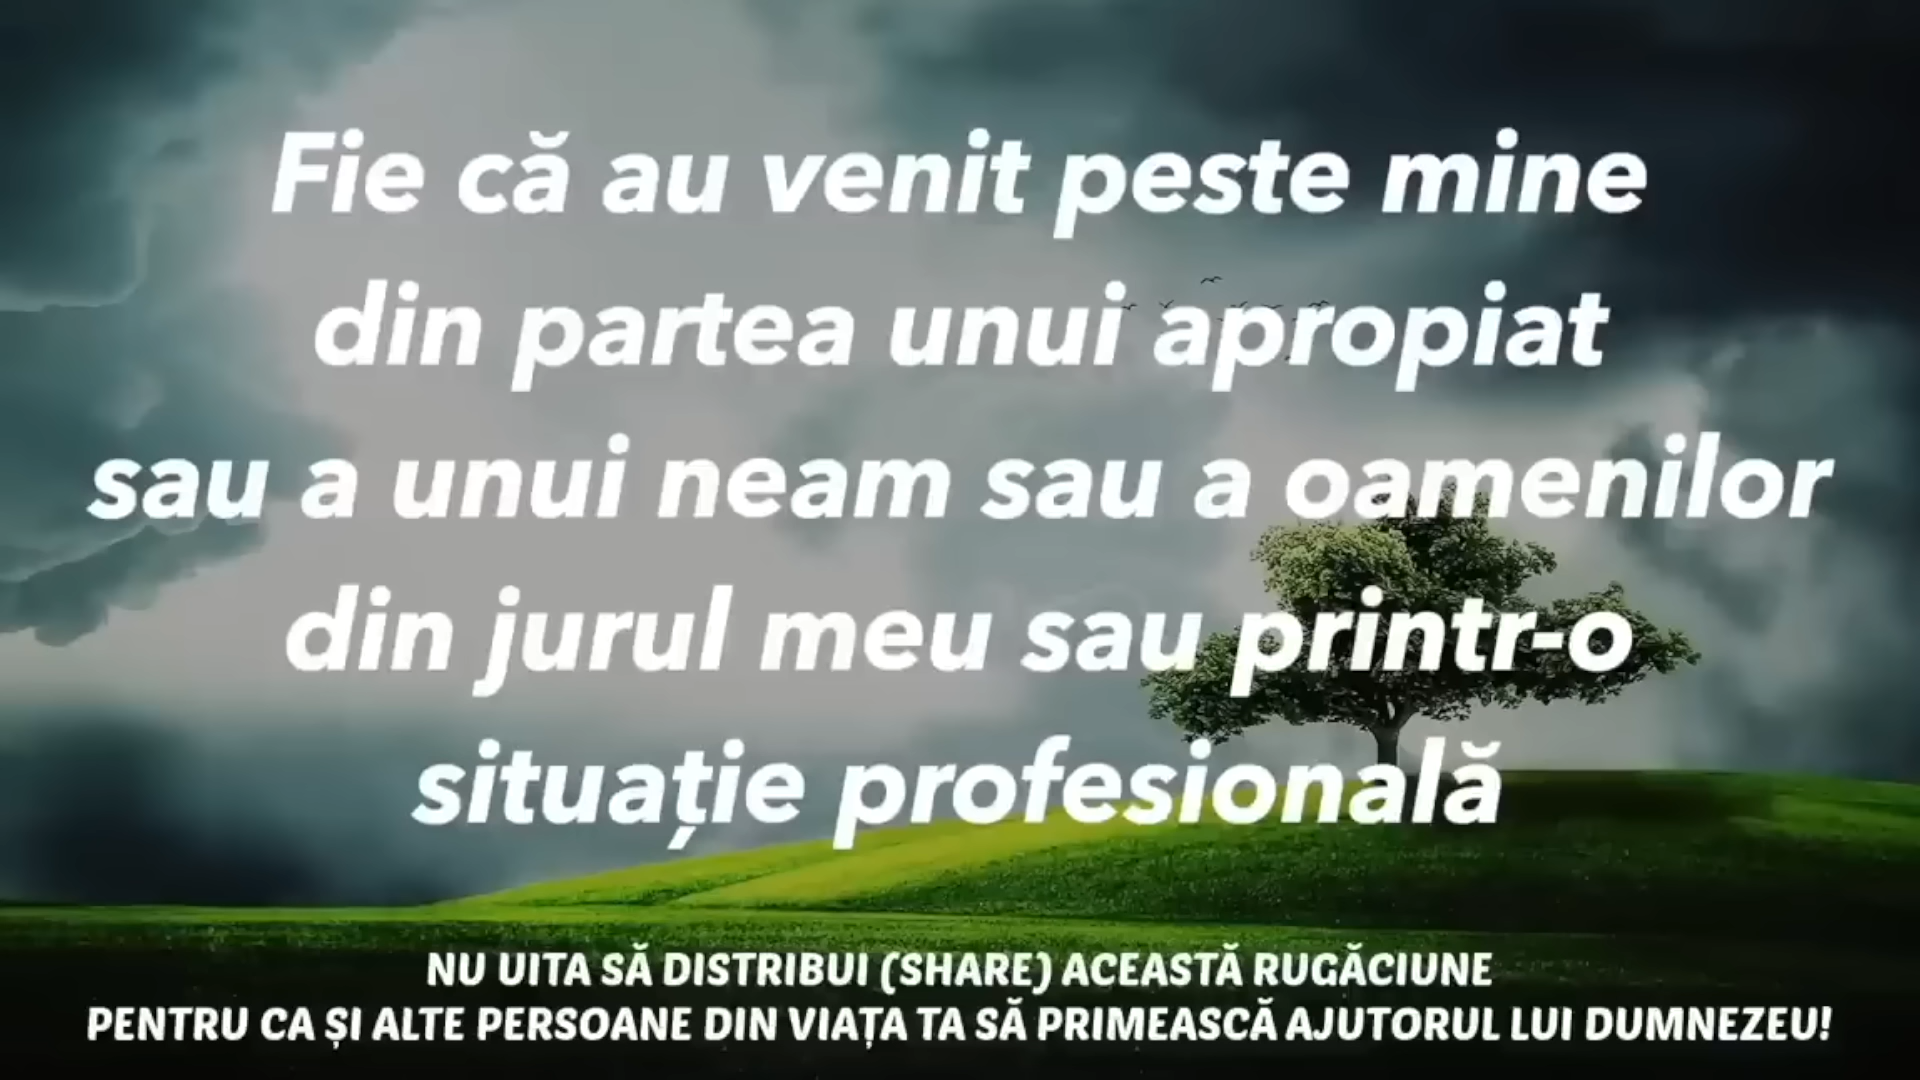 Fie că au venit peste mine
din partea unui apropiat
sau a unui neam sau a oamenilor
din jurul meu sau printr-o
situație profesională
NU UITA SĂ DISTRIBUI (SHARE) ACEASTĂ RUGĂCIUNE
PENTRU CA ȘI ALTE PERSOANE DIN VIAȚA TA SĂ PRIMEASCĂ AJUTORUL LUI DUMNEZEU!